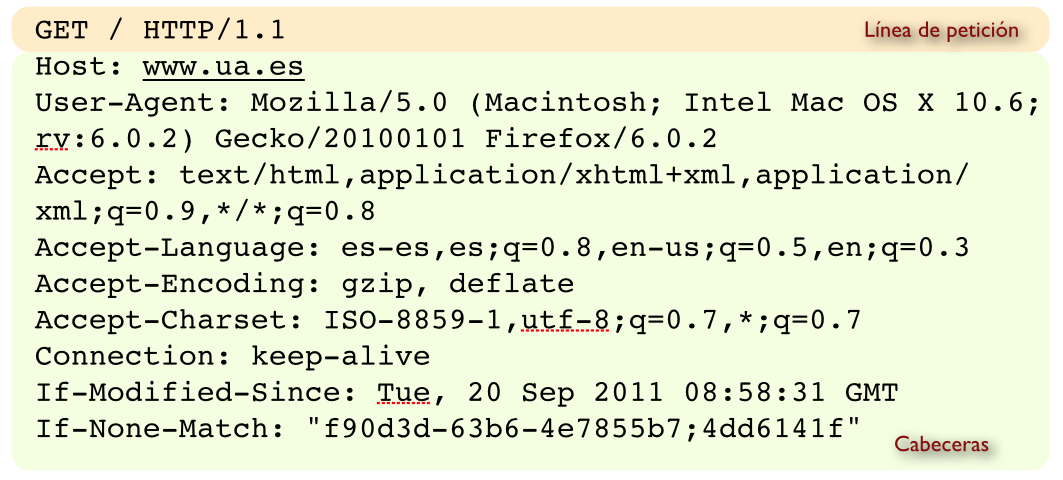 GET / HTTP/1.1
Línea de petición
Host: www.ua.es
User-Agent: Mozilla/5.0 (Macintosh; Intel Mac OS X 10.6;
rv:6.0.2) Gecko/20100101 Firefox/6.0.2
Accept: text/html,application/xhtml+xml,application/
xml;q=0.9,*/*;q=0.8
Accept-Language: es-es,es;q=0.8,en-us;q=0.5,en;q=0.3
Accept-Encoding: gzip, deflate
Accept-Charset: ISO-8859-1,utf-8;q=0.7,*;q=0.7
Connection: keep-alive
If-Modified-Since: Tue, 20 Sep 2011 08:58:31 GMT
If-None-Match: "f90d3d-63b6-4e7855b7;4dd6141f"
Cabeceras